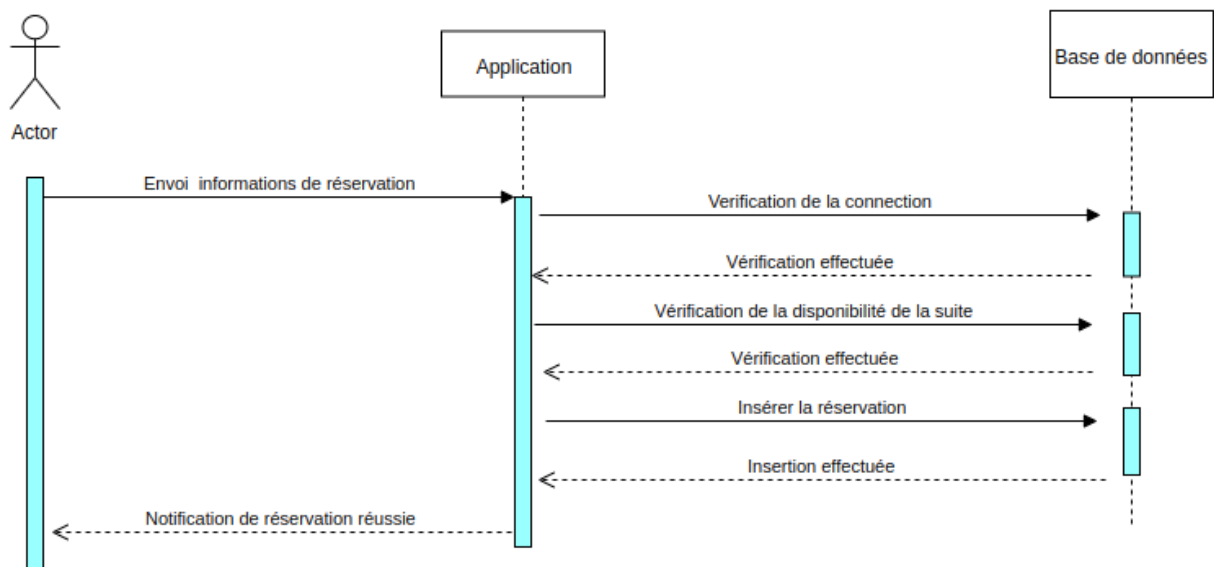 Application
Base de données
Actor
Envoi informations de réservation
Verification de la connection
Vérification effectuée
Vérification de la disponibilité de la suite
Vérification effectuée
Insérer la réservation
Insertion effectuée
Notification de réservation réussie